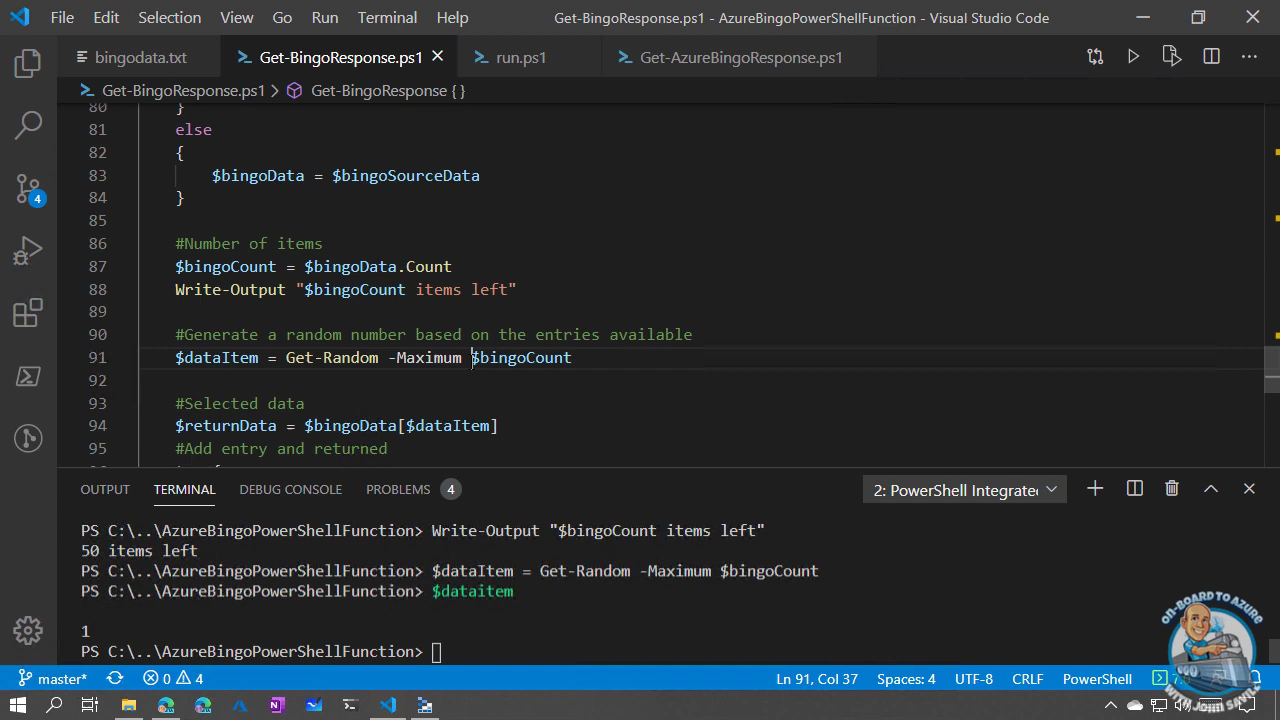 File Edit Selection View Go Run Terminal Help Get-BingoResponse.ps1 - AzureBingoPowerShellFunction - Visual Studio Code
bingodata.txt Get-BingoResponse.ps1 run.ps1 Get-AzureBingoResponse.ps1
Get-BingoResponse.ps1 > Get-BingoResponse { }
80 }
81 else
82 {
83 $bingoData = $bingoSourceData
84 }
85
86 #Number of items
87 $bingoCount = $bingoData.Count
88 Write-Output "$bingoCount items left"
89
90 #Generate a random number based on the entries available
91 $dataItem = Get-Random -Maximum $bingoCount
92
93 #Selected data
94 $returnData = $bingoData[$dataItem]
95 #Add entry and returned
4
OUTPUT TERMINAL DEBUG CONSOLE PROBLEMS 4 2: PowerShell Integrate
PS C:\..\AzureBingoPowerShellFunction> Write-Output "$bingoCount items left"
50 items left
PS C:\..\AzureBingoPowerShellFunction> $dataItem = Get-Random -Maximum $bingoCount
PS C:\..\AzureBingoPowerShellFunction> $dataitem
1
PS C:\..\AzureBingoPowerShellFunction>
ON-BOARD TO AZURE
WITH JOHN SAVILL
master* 0 4 Ln 91, Col 37 Spaces: 4 UTF-8 CRLF PowerShell